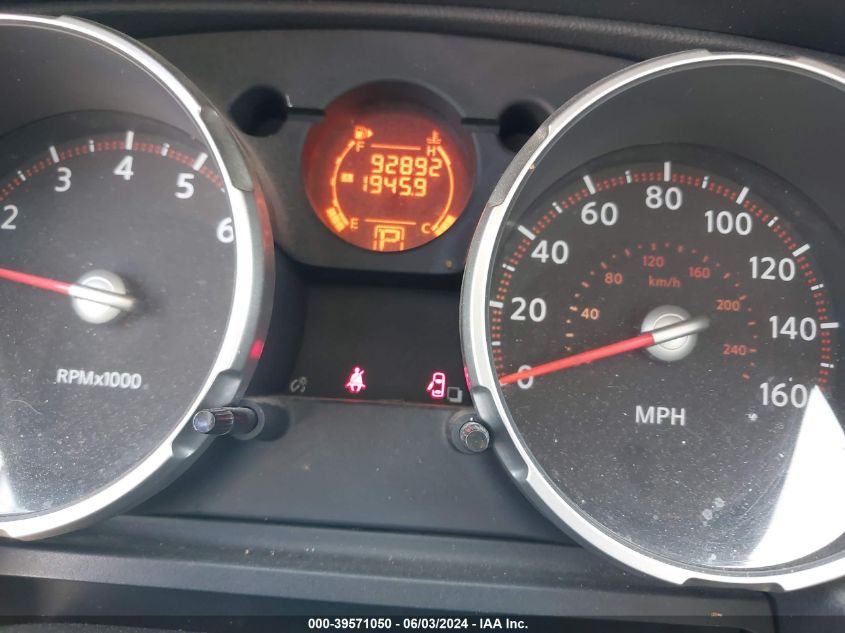 F H
92892
A 1945.9
E C
P
2 3 4 5 6
RPMx1000
0 20 40 60 80 100 120 140 160
40 80 120 160 200 240
km/h
MPH
000-39571050 - 06/03/2024 - IAA Inc.